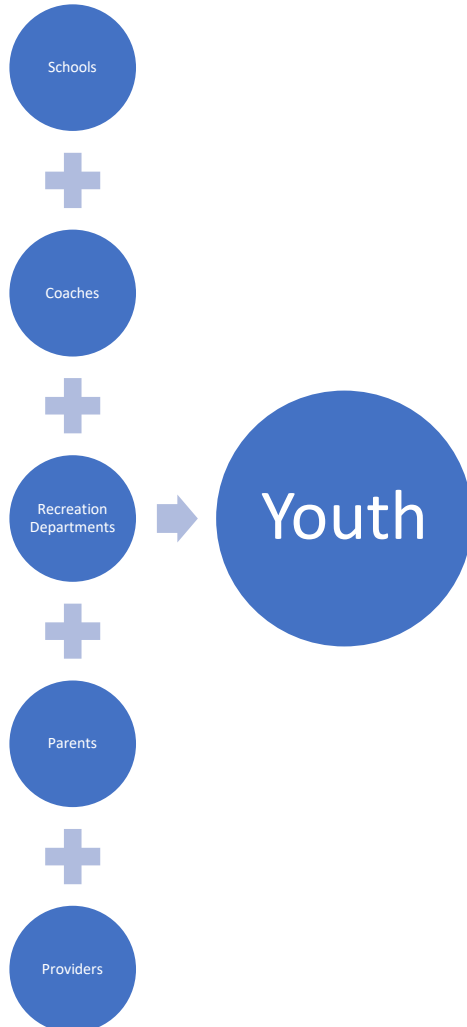 Schools
Coaches
Recreation
Departments
Youth
Parents
Providers